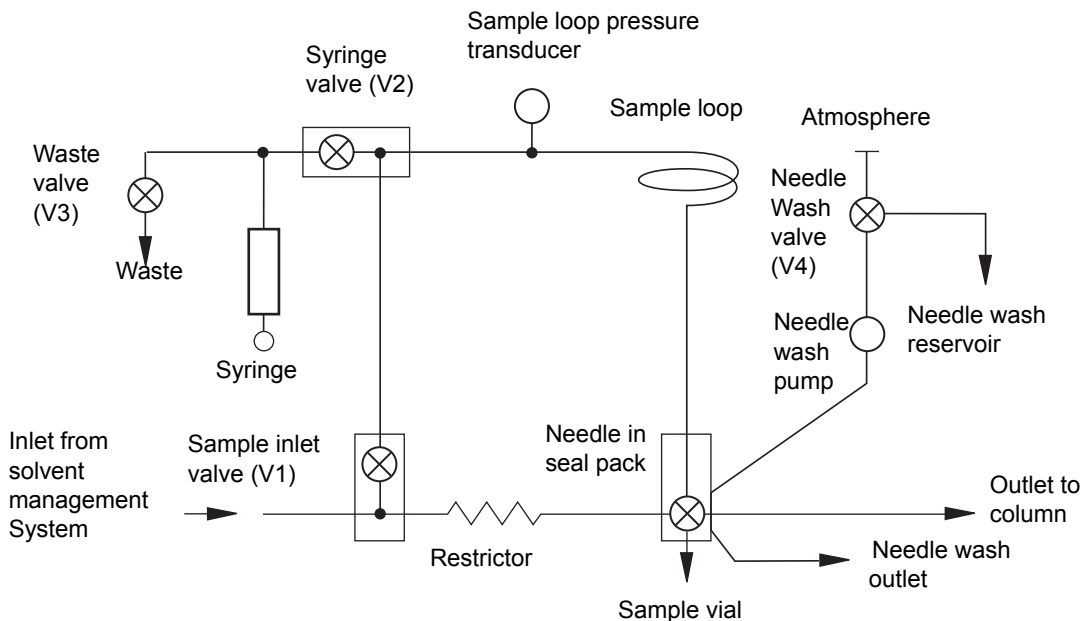 Sample loop pressure
transducer
Syringe
valve (V2)
Sample loop
Atmosphere
Waste
valve
(V3)
Needle
Wash
valve
(V4)
Waste
Needle wash
reservoir
Needle
wash
pump
Syringe
Inlet from
solvent
management
System
Sample inlet
valve (V1)
Needle in
seal pack
Outlet to
column
Restrictor
Needle wash
outlet
Sample vial